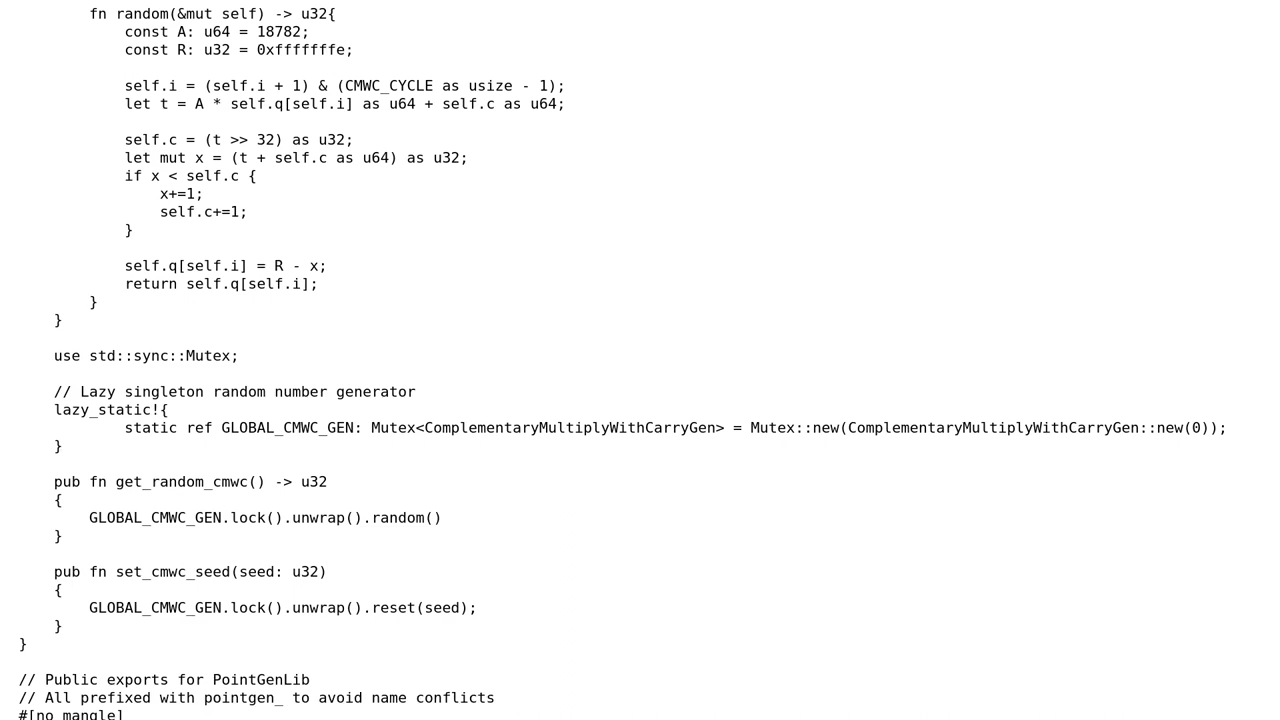 fn random(&mut self) -> u32{
const A: u64 = 18782;
const R: u32 = 0xfffffffe;
self.i = (self.i + 1) & (CMWC_CYCLE as usize - 1);
let t = A * self.q[self.i] as u64 + self.c as u64;
self.c = (t >> 32) as u32;
let mut x = (t + self.c as u64) as u32;
if x < self.c {
x+=1;
self.c+=1;
}
self.q[self.i] = R - x;
return self.q[self.i];
}
}
use std::sync::Mutex;
// Lazy singleton random number generator
lazy_static!{
static ref GLOBAL_CMWC_GEN: Mutex<ComplementaryMultiplyWithCarryGen> = Mutex::new(ComplementaryMultiplyWithCarryGen::new(0));
}
pub fn get_random_cmwc() -> u32
{
GLOBAL_CMWC_GEN.lock().unwrap().random()
}
pub fn set_cmwc_seed(seed: u32)
{
GLOBAL_CMWC_GEN.lock().unwrap().reset(seed);
}
}
// Public exports for PointGenLib
// All prefixed with pointgen_ to avoid name conflicts
#[no_mangle]